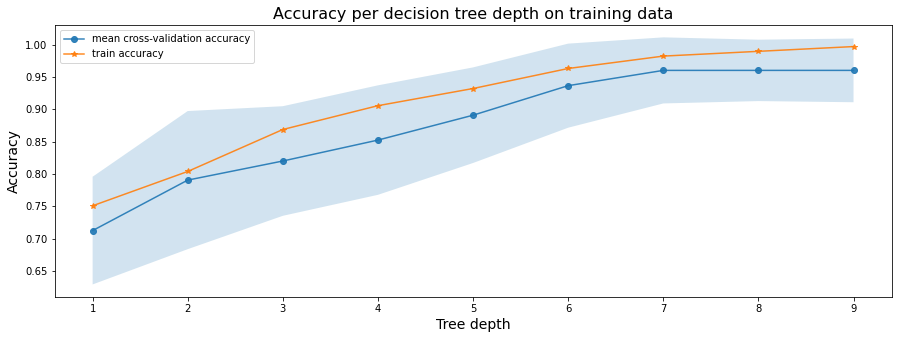 Accuracy per decision tree depth on training data
mean cross-validation accuracy
train accuracy
Accuracy
1.00
0.95
0.90
0.85
0.80
0.75
0.70
0.65
1 2 3 4 5 6 7 8 9
Tree depth